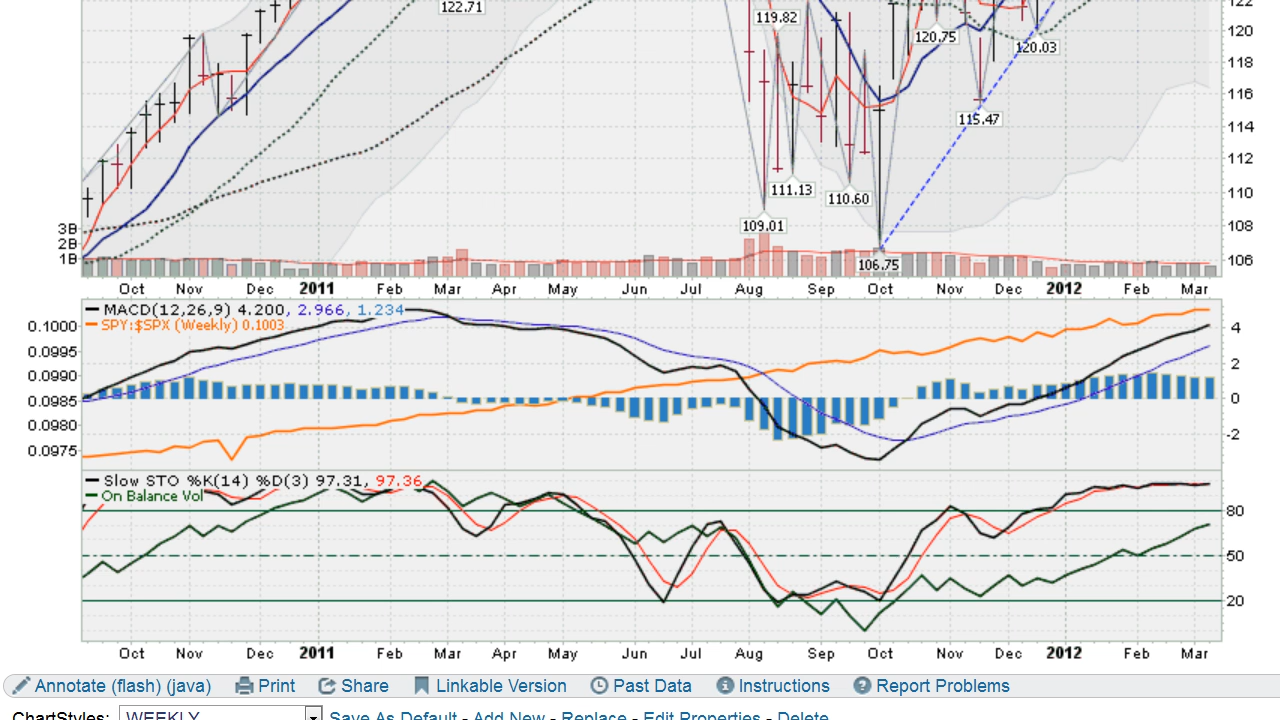 122.71
119.82
122
120.75
120
120.03
118
116
115.47
114
112
111.13
110
110.60
109.01
108
3B
2B
1B
106.75
106
Oct Nov Dec 2011 Feb Mar Apr May Jun Jul Aug Sep Oct Nov Dec 2012 Feb Mar
MACD(12,26,9) 4.200, 2.966, 1.234
SPY:$SPX (Weekly) 0.1003
0.1000
0.0995
0.0990
0.0985
0.0980
0.0975
4
2
0
-2
Slow STO %K(14) %D(3) 97.31, 97.36
On Balance Vol
80
50
20
Oct Nov Dec 2011 Feb Mar Apr May Jun Jul Aug Sep Oct Nov Dec 2012 Feb Mar
Annotate (flash) (java) Print Share Linkable Version Past Data Instructions Report Problems
ChartStyles: WEEKLY Save As Default - Add New - Replace - Edit Properties - Delete